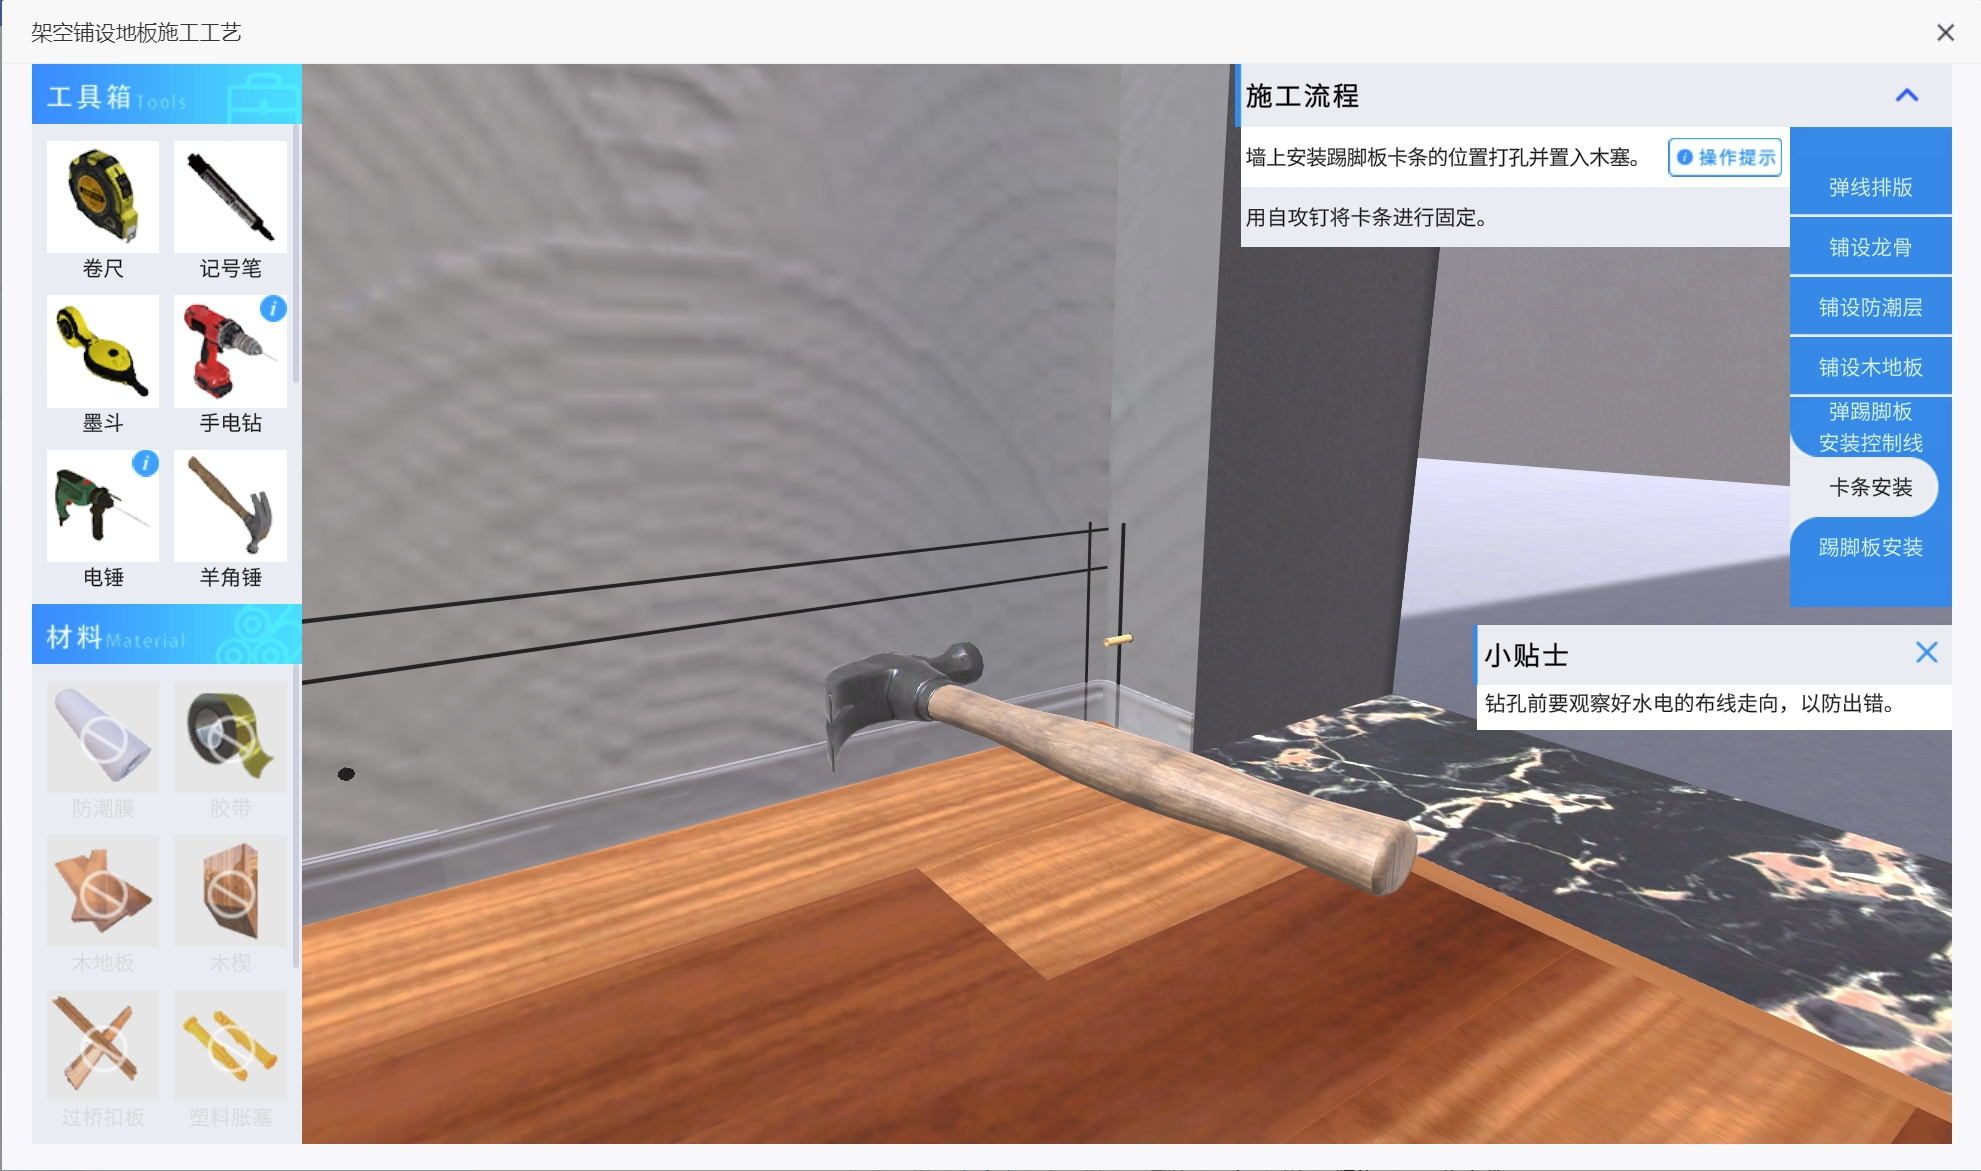 架空铺设地板施工工艺
工具箱 Tools
卷尺
记号笔
墨斗
手电钻
电锤
羊角锤
材料 Material
防潮膜
胶带
木地板
木楔
过桥扣板
塑料胀塞
施工流程
墙上安装踢脚板卡条的位置打孔并置入木塞。
操作提示
用自攻钉将卡条进行固定。
弹线排版
铺设龙骨
铺设防潮层
铺设木地板
弹踢脚板
安装控制线
卡条安装
踢脚板安装
小贴士
钻孔前要观察好水电的布线走向，以防出错。